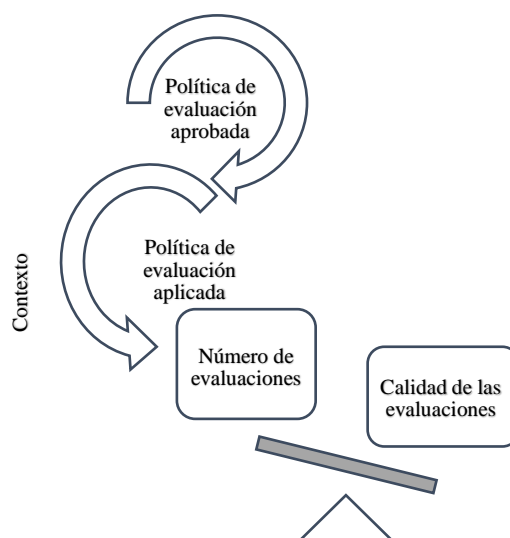 Política de
evaluación
aprobada
Política de
evaluación
aplicada
Contexto
Número de
evaluaciones
Calidad de las
evaluaciones